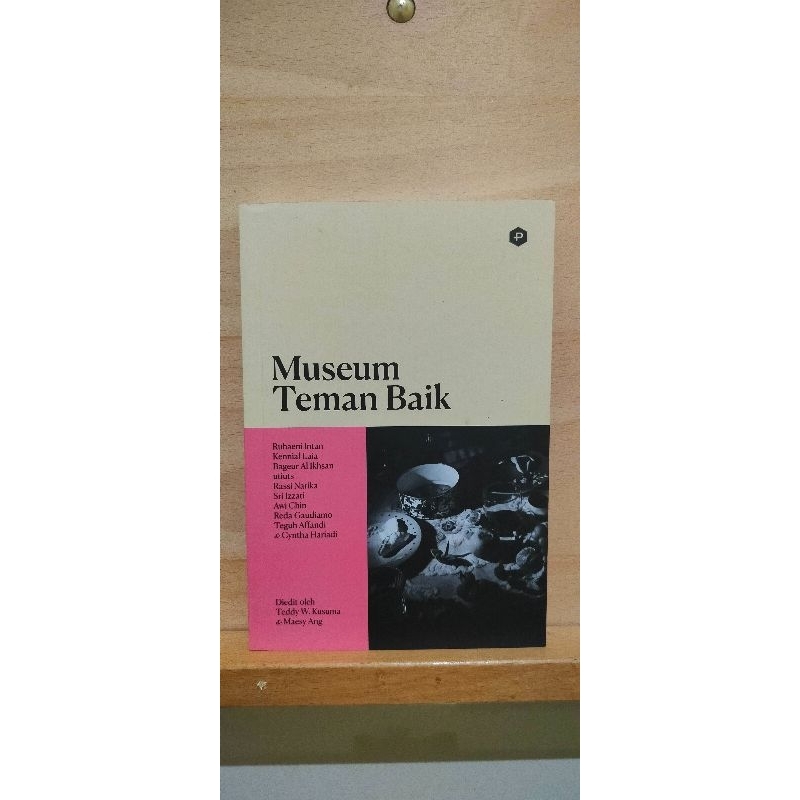 P
Museum
Teman Baik
Ruhaeni Intan
Kennial Laia
Bageur Al Ikhsan
utiuts
Rassi Narika
Sri Izzati
Awi Chin
Reda Gaudiamo
Teguh Affandi
& Cyntha Hariadi
Diedit oleh
Teddy W. Kusuma
& Maesy Ang